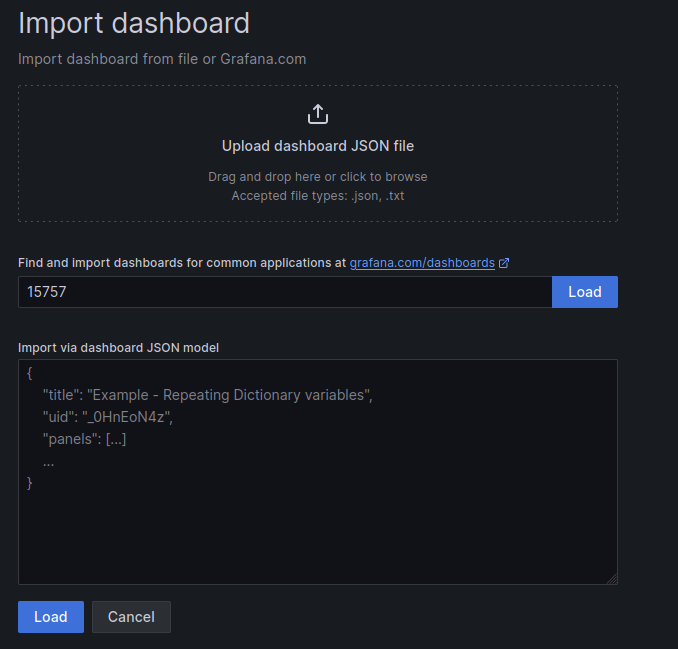 Import dashboard
Import dashboard from file or Grafana.com
Upload dashboard JSON file
Drag and drop here or click to browse
Accepted file types: .json, .txt
Find and import dashboards for common applications at grafana.com/dashboards
15757
Load
Import via dashboard JSON model
{
"title": "Example - Repeating Dictionary variables",
"uid": "_0HnEoN4z",
"panels": [...]
...
}
Load
Cancel